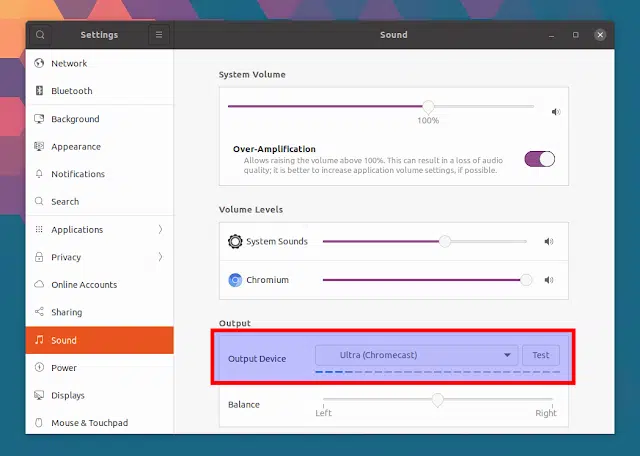 Settings
Sound
Network
Bluetooth
Background
Appearance
Notifications
Search
Applications
Privacy
Online Accounts
Sharing
Sound
Power
Displays
Mouse & Touchpad
System Volume
100%
Over-Amplification
Allows raising the volume above 100%. This can result in a loss of audio
quality; it is better to increase application volume settings, if possible.
Volume Levels
System Sounds
Chromium
Output
Output Device
Ultra (Chromecast)
Test
Balance
Left
Right